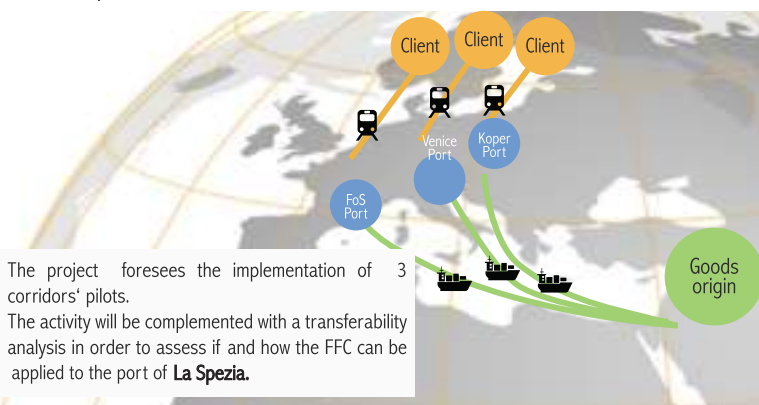 Client
Client
Client
Venice
Port
Koper
Port
FoS
Port
Goods
origin
The project foresees the implementation of 3
corridors‘ pilots.
The activity will be complemented with a transferability
analysis in order to assess if and how the FFC can be
applied to the port of La Spezia.